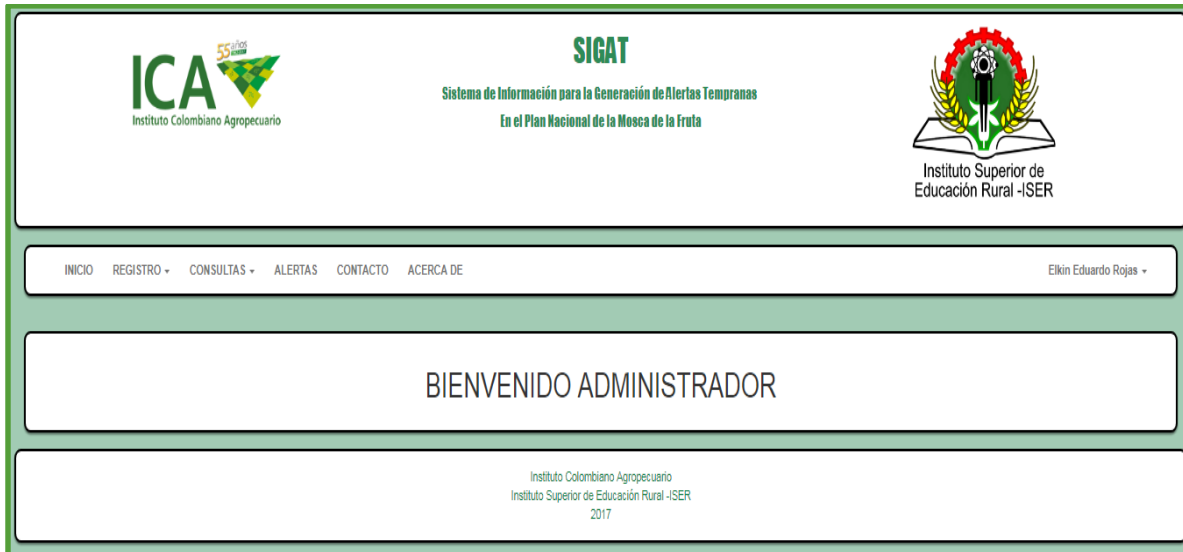 55 años
ICA
Instituto Colombiano Agropecuario
SIGAT
Sistema de Información para la Generación de Alertas Tempranas
En el Plan Nacional de la Mosca de la Fruta
Instituto Superior de
Educación Rural -ISER
INICIO REGISTRO CONSULTAS ALERTAS CONTACTO ACERCA DE Elkin Eduardo Rojas
BIENVENIDO ADMINISTRADOR
Instituto Colombiano Agropecuario
Instituto Superior de Educación Rural -ISER
2017